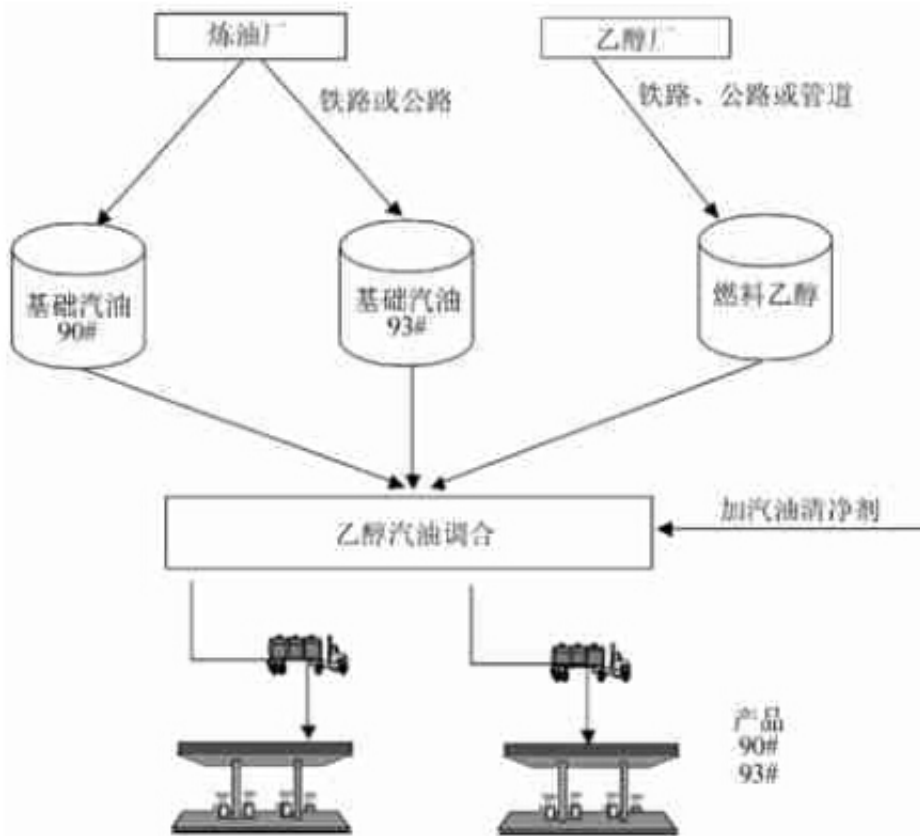 炼油厂
乙醇厂
铁路或公路
铁路、公路或管道
基础汽油
90#
基础汽油
93#
燃料乙醇
乙醇汽油调合
加汽油清净剂
产品
90#
93#